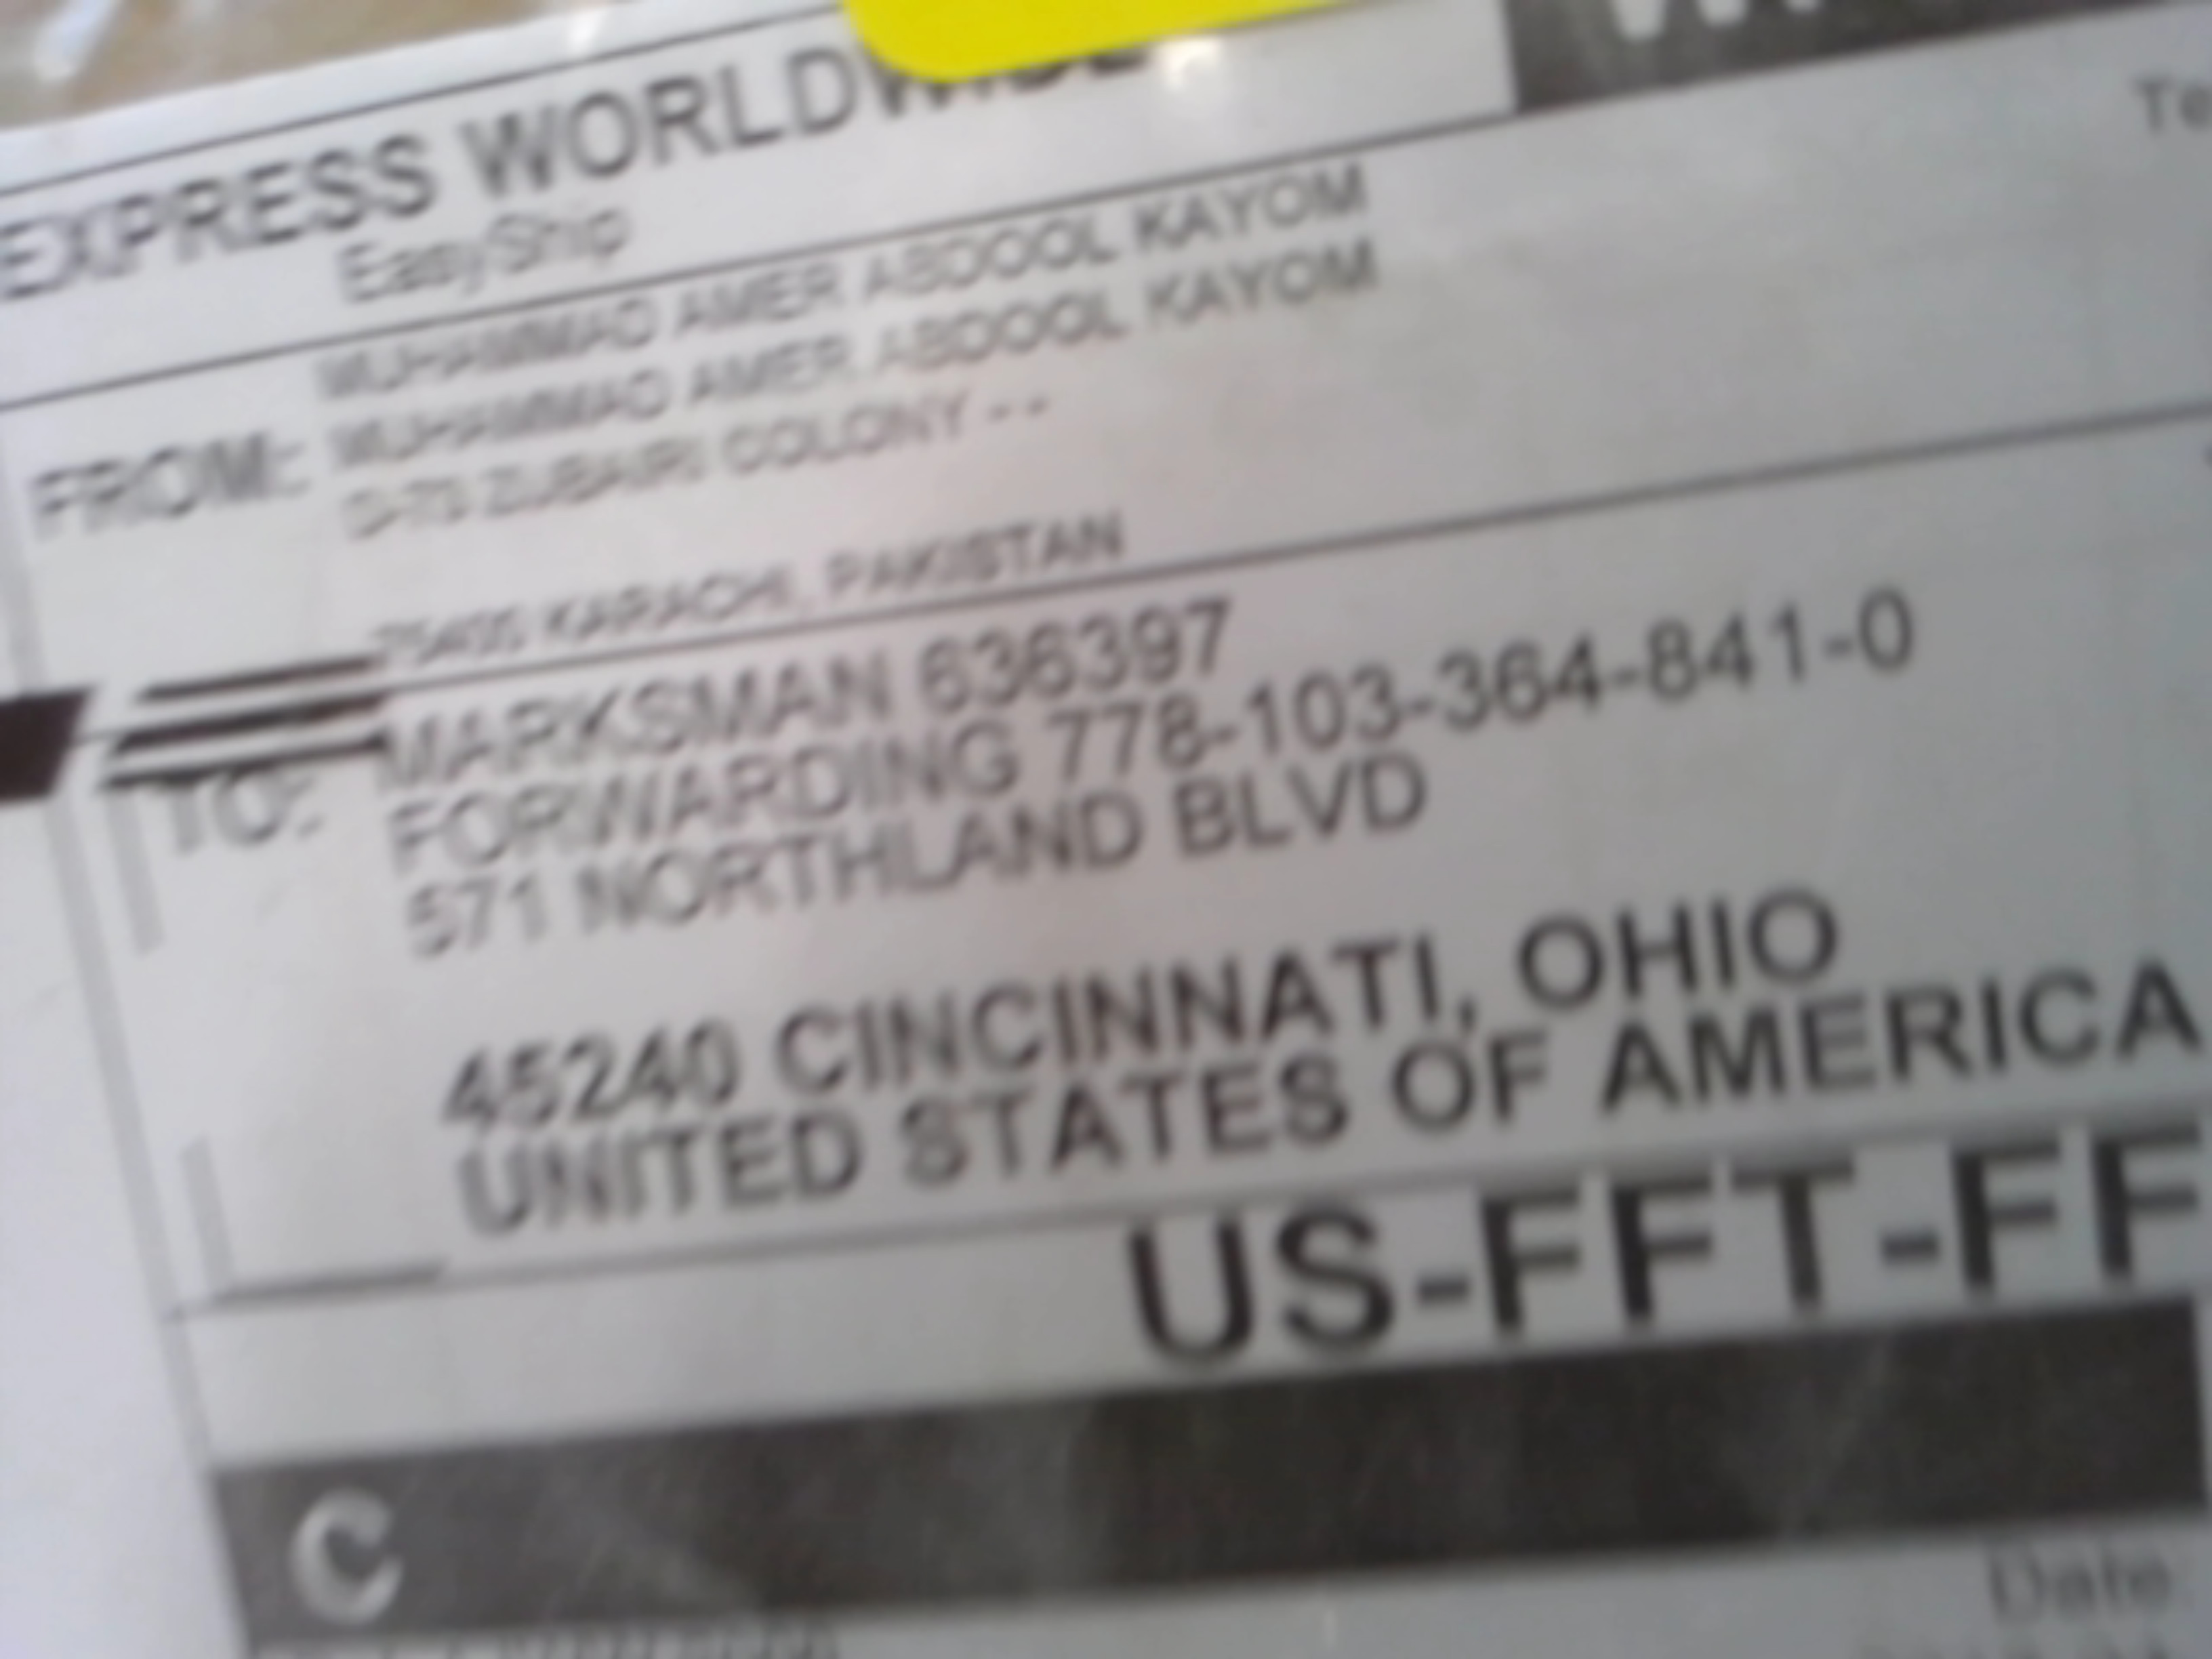 EXPRESS WORLDWIDE
EasyShip
Te
MUHAMMAD AMER ABDOOL KAYOM
FROM: MUHAMMAD AMER ABDOOL KAYOM
ZUBAIRI COLONY - -
KARACHI, PAKISTAN
MARKSMAN 636397
TO: FORWARDING 778-103-364-841-0
571 NORTHLAND BLVD
45240 CINCINNATI, OHIO
UNITED STATES OF AMERICA
US-FFT-FF
C
Date: